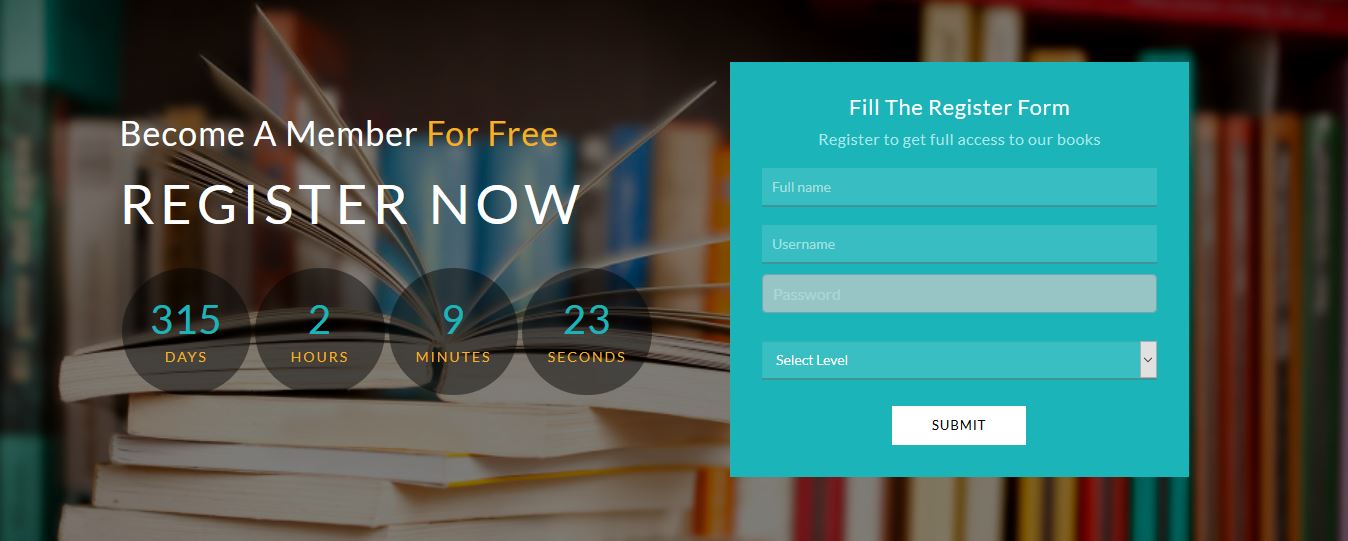 Become A Member For Free
REGISTER NOW
315 2 9 23
DAYS HOURS MINUTES SECONDS
Fill The Register Form
Register to get full access to our books
Full name
Username
Password
Select Level
SUBMIT